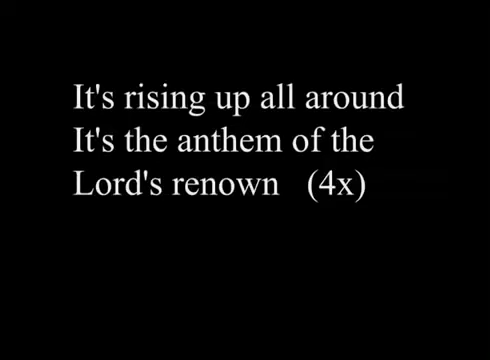 It's rising up all around
It's the anthem of the
Lord's renown (4x)